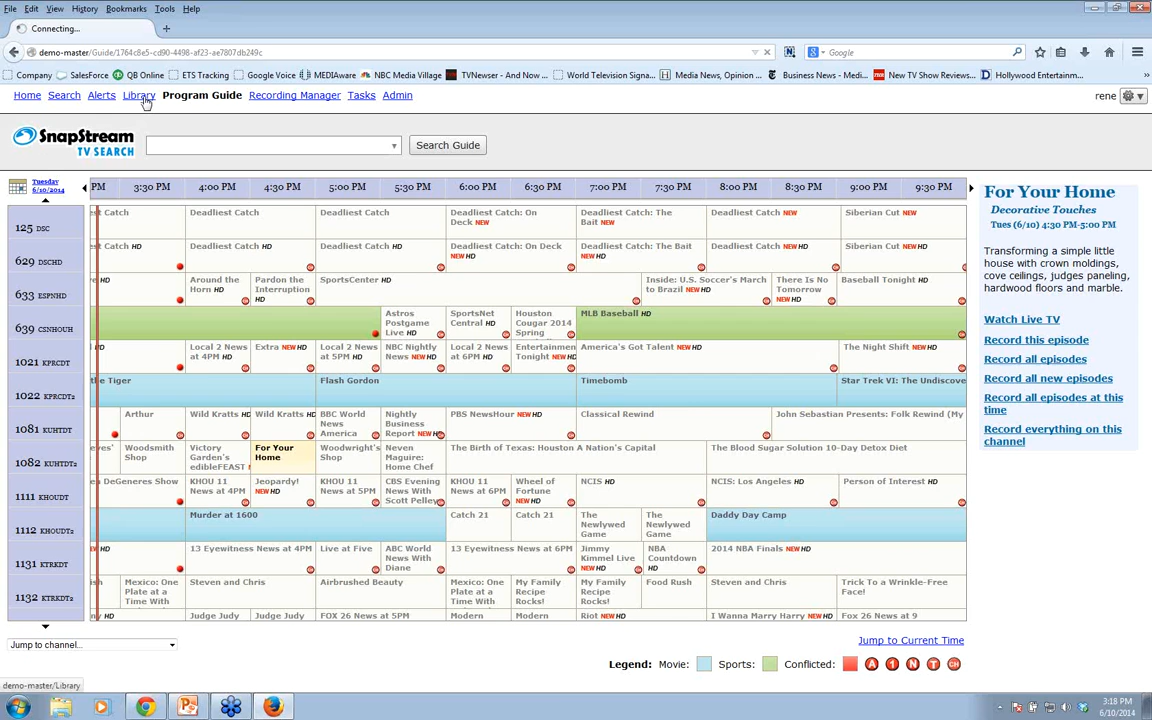 File Edit View History Bookmarks Tools Help
Connecting...
demo-master/Guide/1764c8e5-cd90-4498-af23-ae7807db249c
Google
Company SalesForce QB Online ETS Tracking Google Voice MEDIAware NBC Media Village TVNewser - And Now ... World Television Signa... Media News, Opinion ... Business News - Medi... New TV Show Reviews... Hollywood Entertainm...
Home Search Alerts Library Program Guide Recording Manager Tasks Admin
rene
SnapStream
TV SEARCH
Search Guide
Tuesday
6/10/2014
PM 3:30 PM 4:00 PM 4:30 PM 5:00 PM 5:30 PM 6:00 PM 6:30 PM 7:00 PM 7:30 PM 8:00 PM 8:30 PM 9:00 PM 9:30 PM
125 DSC
st Catch Deadliest Catch Deadliest Catch Deadliest Catch: On Deck NEW Deadliest Catch: The Bait NEW Deadliest Catch NEW Siberian Cut NEW
629 DSCHD
st Catch HD Deadliest Catch HD Deadliest Catch HD Deadliest Catch: On Deck NEW HD Deadliest Catch: The Bait NEW HD Deadliest Catch NEW HD Siberian Cut NEW HD
633 ESPNHD
HD Around the Horn HD Pardon the Interruption HD SportsCenter HD Inside: U.S. Soccer's March to Brazil NEW HD There Is No Tomorrow NEW HD Baseball Tonight HD
639 CSNHOUH
Astros Postgame Live HD SportsNet Central HD Houston Cougar 2014 Spring MLB Baseball HD
1021 KPRCDT
HD Local 2 News at 4PM HD Extra NEW HD Local 2 News at 5PM HD NBC Nightly News NEW HD Local 2 News at 6PM HD Entertainmen Tonight NEW HD America's Got Talent NEW HD The Night Shift NEW HD
1022 KPRCDT2
the Tiger Flash Gordon Timebomb Star Trek VI: The Undiscove
1081 KUHTDT
Arthur Wild Kratts HD Wild Kratts HD BBC World News America Nightly Business Report NEW HD PBS NewsHour NEW HD Classical Rewind John Sebastian Presents: Folk Rewind (My
1082 KUHTDT2
eves' Woodsmith Shop Victory Garden's edibleFEAST For Your Home Woodwright's Shop Neven Maguire: Home Chef The Birth of Texas: Houston A Nation's Capital The Blood Sugar Solution 10-Day Detox Diet
1111 KHOUDT
en DeGeneres Show KHOU 11 News at 4PM Jeopardy! NEW HD KHOU 11 News at 5PM CBS Evening News With Scott Pelley KHOU 11 News at 6PM Wheel of Fortune NEW HD NCIS HD NCIS: Los Angeles HD Person of Interest HD
1112 KHOUDT2
Murder at 1600 Catch 21 Catch 21 The Newlywed Game The Newlywed Game Daddy Day Camp
1131 KTRKDT
HD 13 Eyewitness News at 4PM Live at Five ABC World News With Diane 13 Eyewitness News at 6PM Jimmy Kimmel Live NEW HD NBA Countdown HD 2014 NBA Finals NEW HD
1132 KTRKDT2
ish Mexico: One Plate at a Time With Steven and Chris Airbrushed Beauty Mexico: One Plate at a Time With My Family Recipe Rocks! My Family Recipe Rocks! Food Rush Steven and Chris Trick To a Wrinkle-Free Face!
HD Judge Judy Judge Judy FOX 26 News at 5PM Modern Modern Riot NEW HD I Wanna Marry Harry NEW HD Fox 26 News at 9
For Your Home
Decorative Touches
Tues (6/10) 4:30 PM-5:00 PM
Transforming a simple little
house with crown moldings,
cove ceilings, judges paneling,
hardwood floors and marble.
Watch Live TV
Record this episode
Record all episodes
Record all new episodes
Record all episodes at this
time
Record everything on this
channel
Jump to channel...
Jump to Current Time
Legend: Movie: Sports: Conflicted: A 1 N T CH
demo-master/Library
3:18 PM
6/10/2014